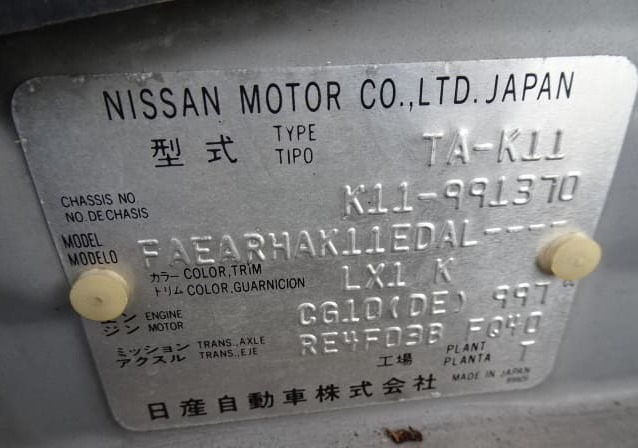 NISSAN MOTOR CO.,LTD. JAPAN
型式 TYPE TIPO TA-K11
CHASSIS NO. NO. DE CHASIS K11-991370
MODEL MODELO FAEARHAK11EDAL----
カラー COLOR,TRIM
トリム COLOR,GUARNICION LX1 K
エンジン ENGINE MOTOR CG10(DE) 997 cc
ミッション TRANS.,AXLE
アクスル TRANS.,EJE RE4F03B FQ40
工場 PLANT PLANTA T
日産自動車株式会社 MADE IN JAPAN